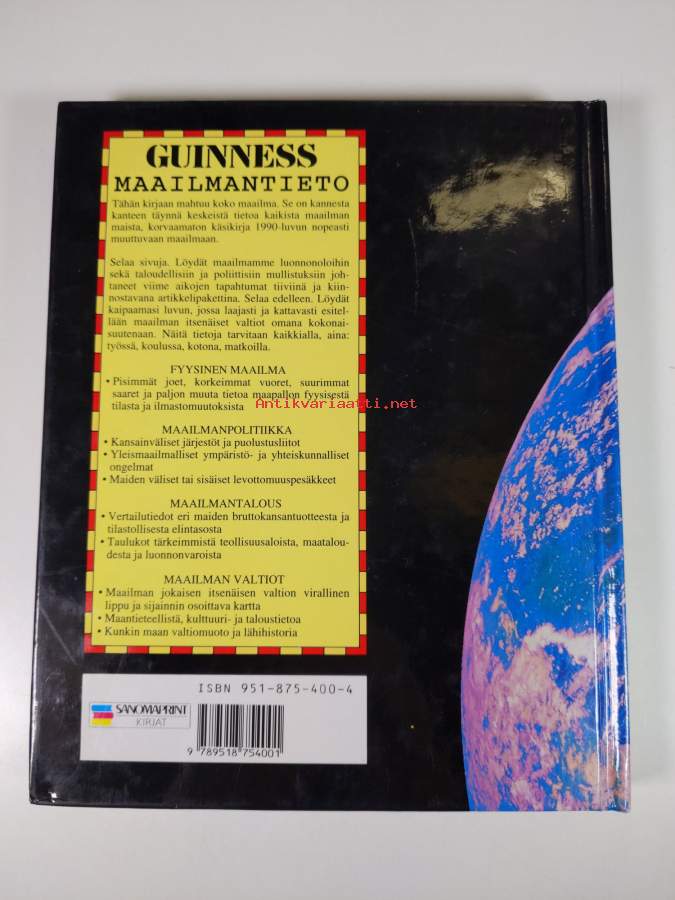 GUINNESS
MAAILMANTIETO
Tähän kirjaan mahtuu koko maailma. Se on kannesta
kanteen täynnä keskeistä tietoa kaikista maailman
maista, korvaamaton käsikirja 1990-luvun nopeasti
muuttuvaan maailmaan.
Selaa sivuja. Löydät maailmamme luonnonoloihin
sekä taloudellisiin ja poliittisiin mullistuksiin joh-
taneet viime aikojen tapahtumat tiiviinä ja kiin-
nostavana artikkelipakettina. Selaa edelleen. Löydät
kaipaamasi luvun, jossa laajasti ja kattavasti esitel-
lään maailman itsenäiset valtiot omana kokonai-
suutenaan. Näitä tietoja tarvitaan kaikkialla, aina:
työssä, koulussa, kotona, matkoilla.
FYYSINEN MAAILMA
• Pisimmät joet, korkeimmat vuoret, suurimmat
saaret ja paljon muuta tietoa maapallon fyysisestä
tilasta ja ilmastomuutoksista
Antikvariaatti.net
MAAILMANPOLITIIKKA
• Kansainväliset järjestöt ja puolustusliitot
• Yleismaailmalliset ympäristö- ja yhteiskunnalliset
ongelmat
• Maiden väliset tai sisäiset levottomuuspesäkkeet
MAAILMANTALOUS
• Vertailutiedot eri maiden bruttokansantuotteesta ja
tilastollisesta elintasosta
• Taulukot tärkeimmistä teollisuusaloista, maatalou-
desta ja luonnonvaroista
MAAILMAN VALTIOT
• Maailman jokaisen itsenäisen valtion virallinen
lippu ja sijainnin osoittava kartta
• Maantieteellistä, kulttuuri- ja taloustietoa
• Kunkin maan valtiomuoto ja lähihistoria
ISBN 951-875-400-4
SANOMAPRINT
KIRJAT
9 789518 754001